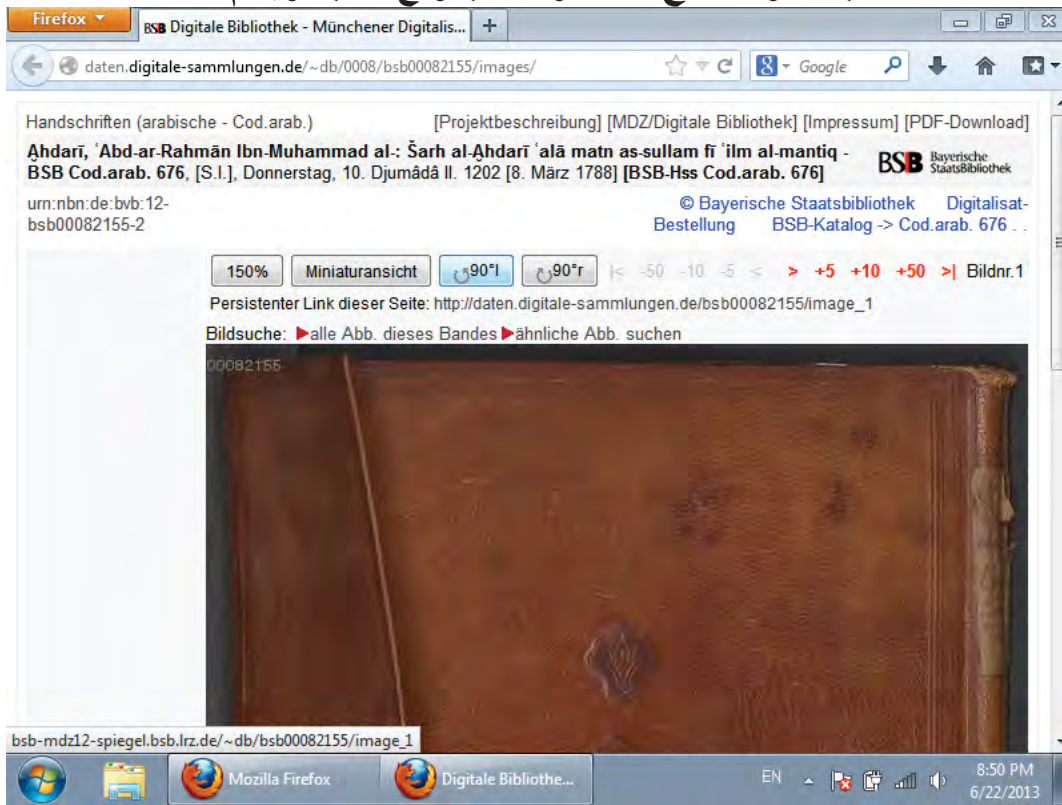 Firefox
BSB Digitale Bibliothek - Münchener Digitalis...
daten.digitale-sammlungen.de/~db/0008/bsb00082155/images/
Google
Handschriften (arabische - Cod.arab.) [Projektbeschreibung] [MDZ/Digitale Bibliothek] [Impressum] [PDF-Download]
Aḫdarī, ʿAbd-ar-Rahmān Ibn-Muhammad al-: Šarh al-Aḫdarī ʿalā matn as-sullam fī ʿilm al-mantiq -
BSB Cod.arab. 676, [S.l.], Donnerstag, 10. Djumâdâ II. 1202 [8. März 1788] [BSB-Hss Cod.arab. 676]
BSB Bayerische
StaatsBibliothek
urn:nbn:de:bvb:12-
bsb00082155-2
© Bayerische Staatsbibliothek Digitalisat-
Bestellung BSB-Katalog -> Cod.arab. 676 . .
150% Miniaturansicht 90°l 90°r |< -50 -10 -5 < > +5 +10 +50 >| Bildnr.1
Persistenter Link dieser Seite: http://daten.digitale-sammlungen.de/bsb00082155/image_1
Bildsuche: alle Abb. dieses Bandes ähnliche Abb. suchen
00082155
bsb-mdz12-spiegel.bsb.lrz.de/~db/bsb00082155/image_1
Mozilla Firefox
Digitale Bibliothe...
EN
8:50 PM
6/22/2013